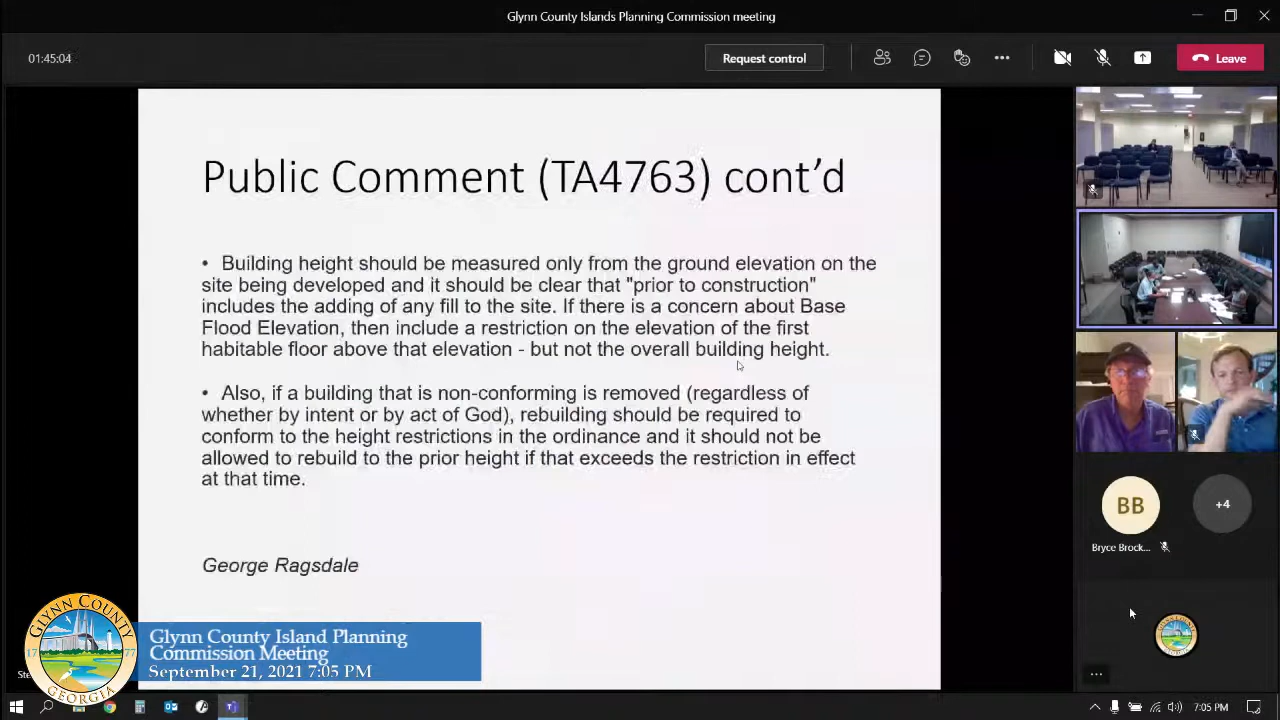 Glynn County Islands Planning Commission meeting
01:45:04
Request control
Leave
Public Comment (TA4763) cont'd
• Building height should be measured only from the ground elevation on the
site being developed and it should be clear that "prior to construction"
includes the adding of any fill to the site. If there is a concern about Base
Flood Elevation, then include a restriction on the elevation of the first
habitable floor above that elevation - but not the overall building height.
• Also, if a building that is non-conforming is removed (regardless of
whether by intent or by act of God), rebuilding should be required to
conform to the height restrictions in the ordinance and it should not be
allowed to rebuild to the prior height if that exceeds the restriction in effect
at that time.
George Ragsdale
BB
+4
Bryce Brock...
GLYNN COUNTY
17 77
GEORGIA
Glynn County Island Planning
Commission Meeting
September 21, 2021 7:05 PM
Ste
7:05 PM